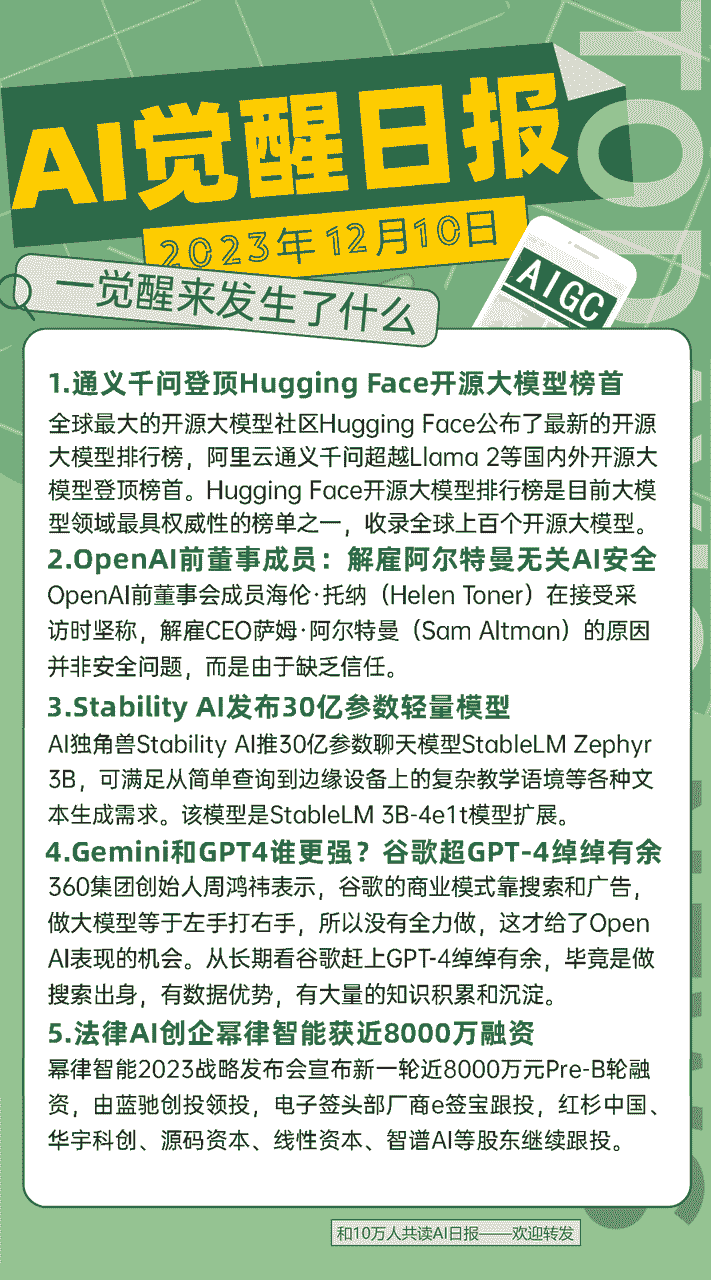 AI觉醒日报
2023年12月10日
一觉醒来发生了什么
AIGC
1.通义千问登顶Hugging Face开源大模型榜首
全球最大的开源大模型社区Hugging Face公布了最新的开源
大模型排行榜，阿里云通义千问超越Llama 2等国内外开源大
模型登顶榜首。Hugging Face开源大模型排行榜是目前大模
型领域最具权威性的榜单之一，收录全球上百个开源大模型。
2.OpenAI前董事成员：解雇阿尔特曼无关AI安全
OpenAI前董事会成员海伦·托纳（Helen Toner）在接受采
访时坚称，解雇CEO萨姆·阿尔特曼（Sam Altman）的原因
并非安全问题，而是由于缺乏信任。
3.Stability AI发布30亿参数轻量模型
AI独角兽Stability AI推30亿参数聊天模型StableLM Zephyr
3B，可满足从简单查询到边缘设备上的复杂教学语境等各种文
本生成需求。该模型是StableLM 3B-4e1t模型扩展。
4.Gemini和GPT4谁更强？谷歌超GPT-4绰绰有余
360集团创始人周鸿祎表示，谷歌的商业模式靠搜索和广告，
做大模型等于左手打右手，所以没有全力做，这才给了Open
AI表现的机会。从长期看谷歌赶上GPT-4绰绰有余，毕竟是做
搜索出身，有数据优势，有大量的知识积累和沉淀。
5.法律AI创企幂律智能获近8000万融资
幂律智能2023战略发布会宣布新一轮近8000万元Pre-B轮融
资，由蓝驰创投领投，电子签头部厂商e签宝跟投，红杉中国、
华宇科创、源码资本、线性资本、智谱AI等股东继续跟投。
和10万人共读AI日报——欢迎转发